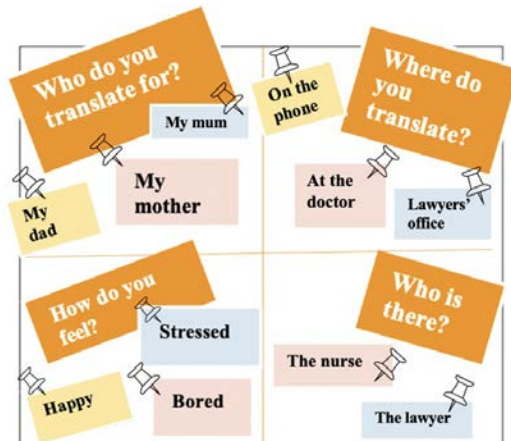 Who do you
translate for?
My mum
My
mother
My
dad
On the
phone
Where do
you
translate?
At the
doctor
Lawyers'
office
How do you
feel?
Stressed
Happy
Bored
Who is
there?
The nurse
The lawyer